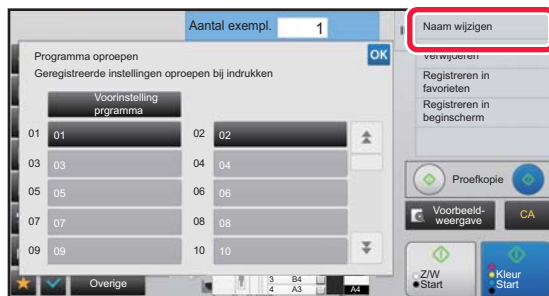 Aantal exempl. 1
Naam wijzigen
Programma oproepen
OK
Verwijderen
Geregistreerde instellingen oproepen bij indrukken
Registreren in
favorieten
Voorinstelling
prgramma
Registreren in
beginscherm
01 01
02 02
03 03
04 04
05 05
06 06
07 07
08 08
09 09
10 10
Proefkopie
Voorbeeld-
weergave
CA
Z/W
Start
Kleur
Start
Overige
3 B4
4 A3
A4